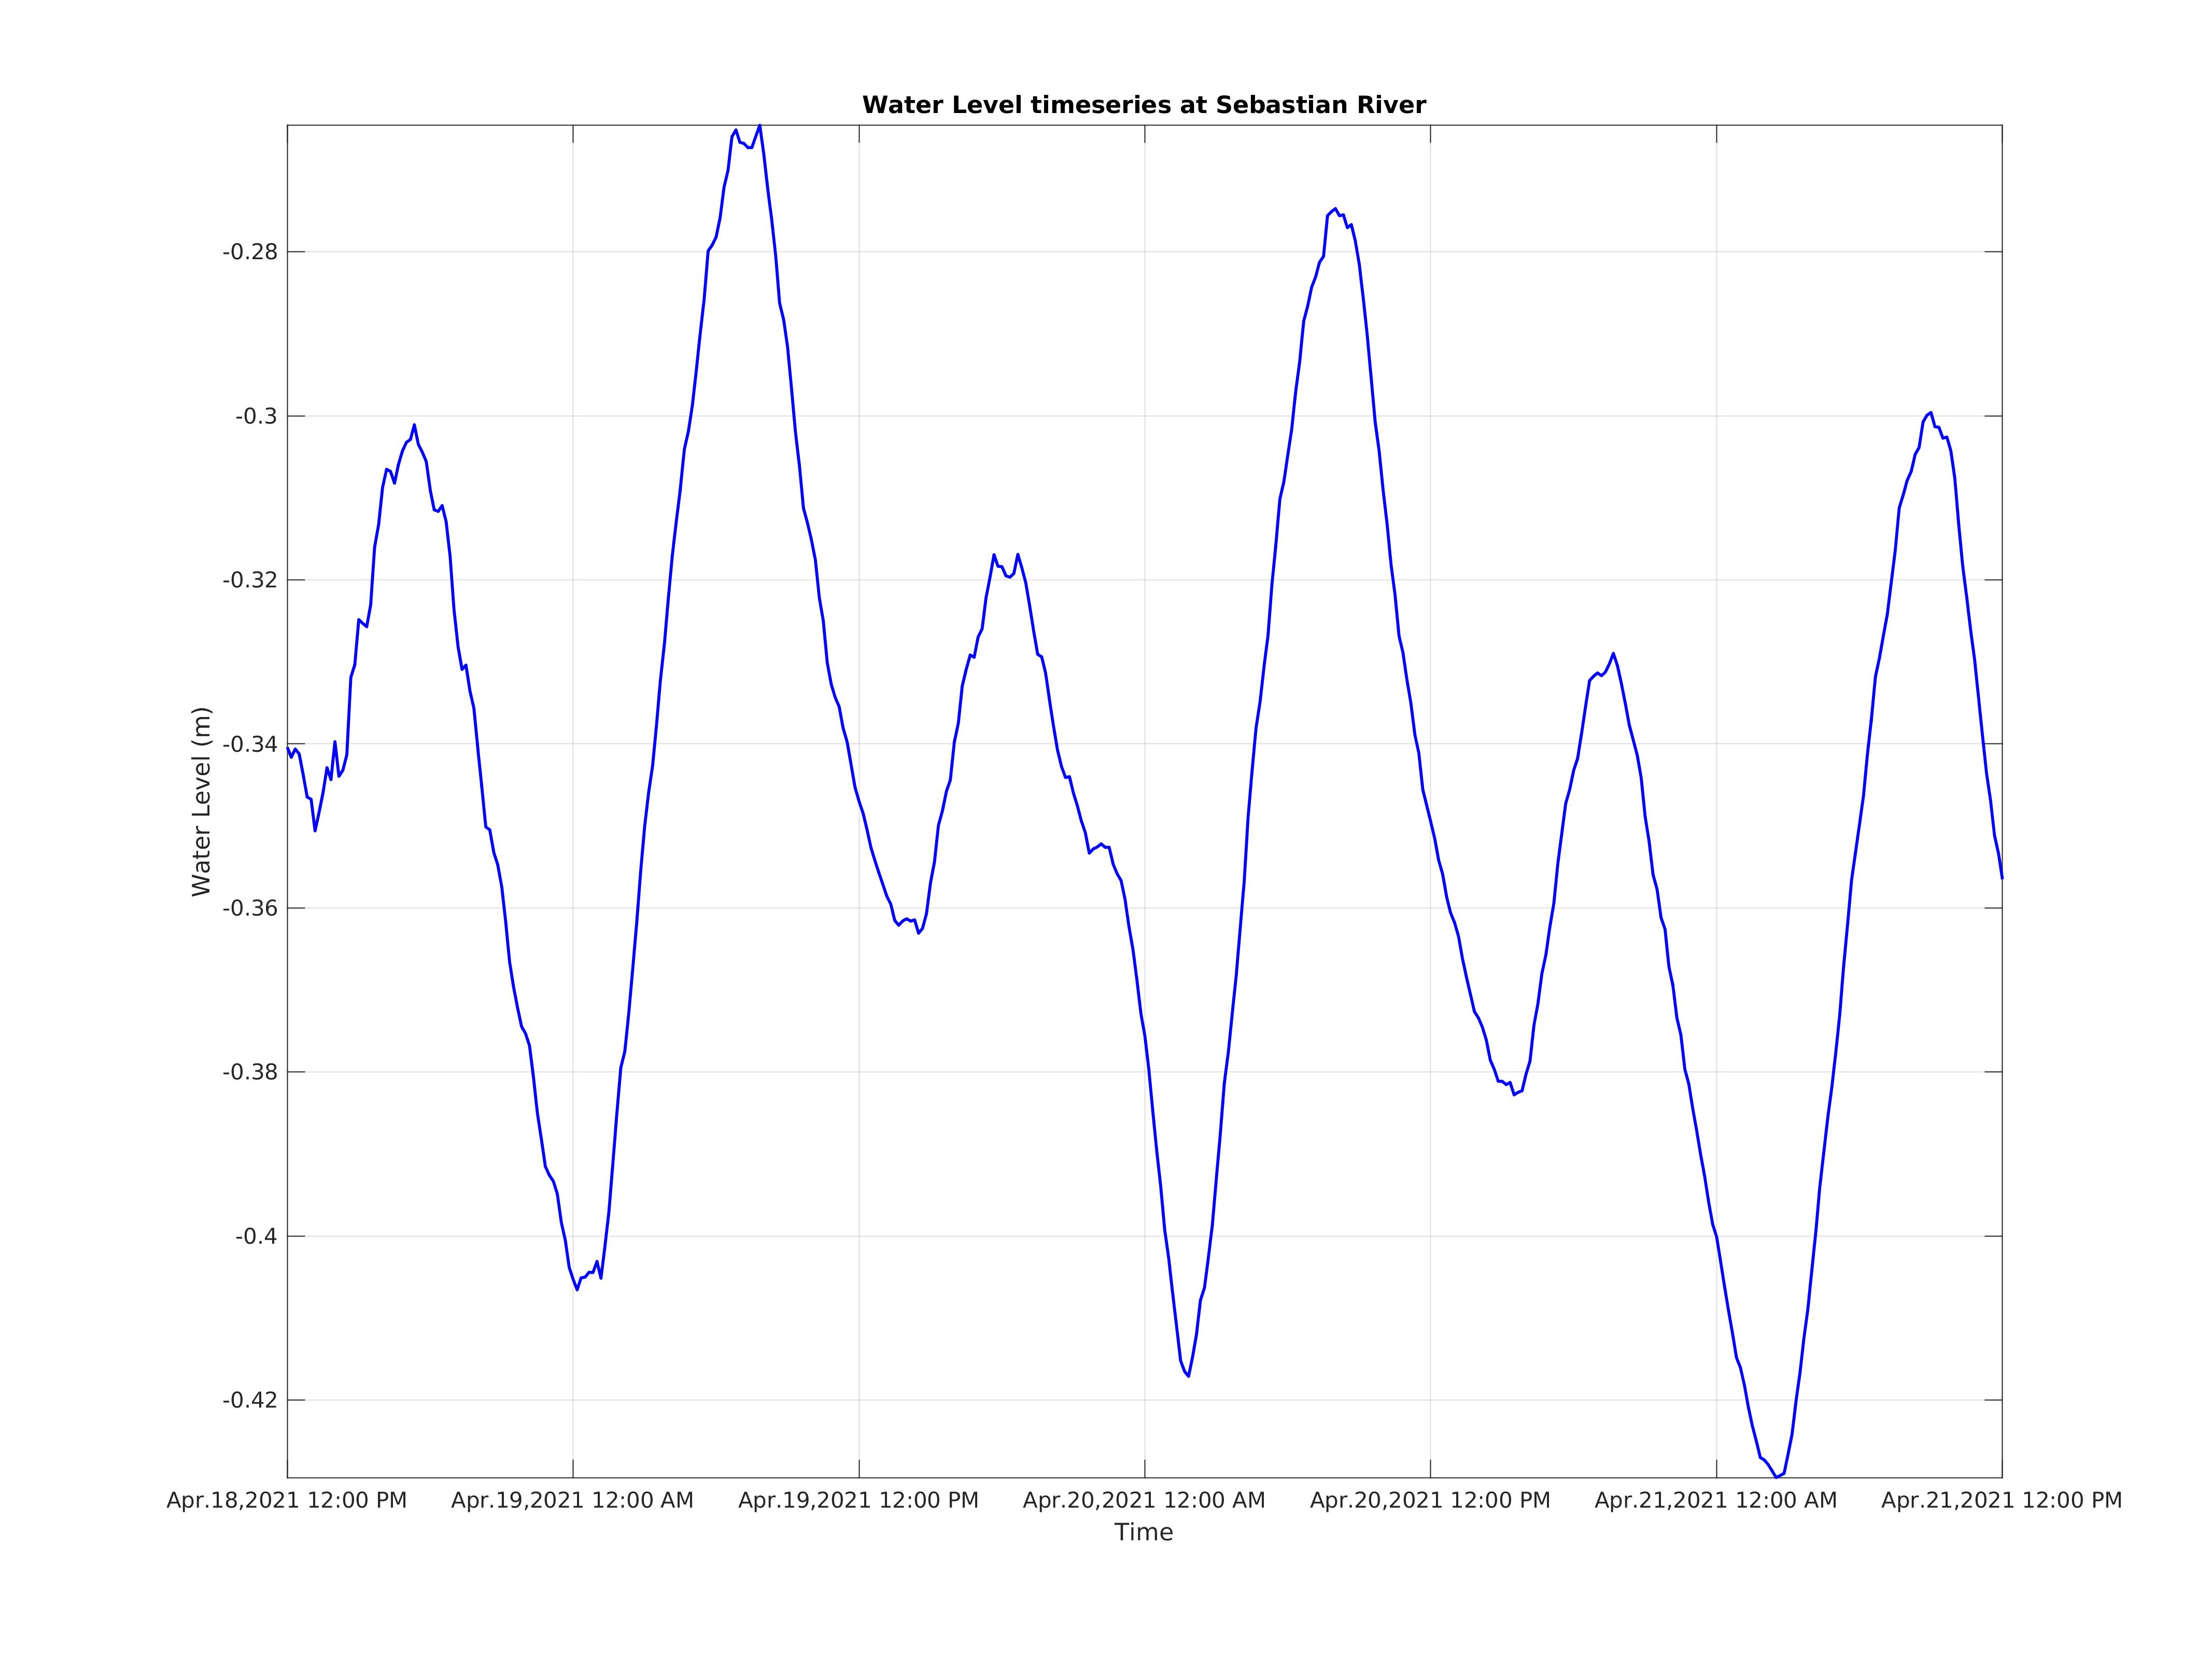 Water Level timeseries at Sebastian River
Water Level (m)
-0.28
-0.3
-0.32
-0.34
-0.36
-0.38
-0.4
-0.42
Apr.18,2021 12:00 PM
Apr.19,2021 12:00 AM
Apr.19,2021 12:00 PM
Apr.20,2021 12:00 AM
Apr.20,2021 12:00 PM
Apr.21,2021 12:00 AM
Apr.21,2021 12:00 PM
Time